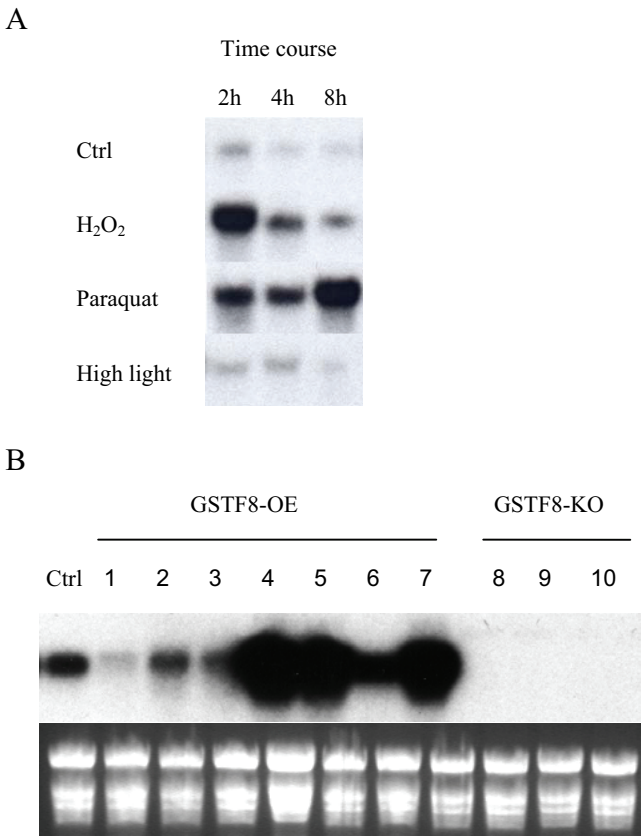 A
Time course
2h 4h 8h
Ctrl
H₂O₂
Paraquat
High light
B
GSTF8-OE GSTF8-KO
Ctrl 1 2 3 4 5 6 7 8 9 10